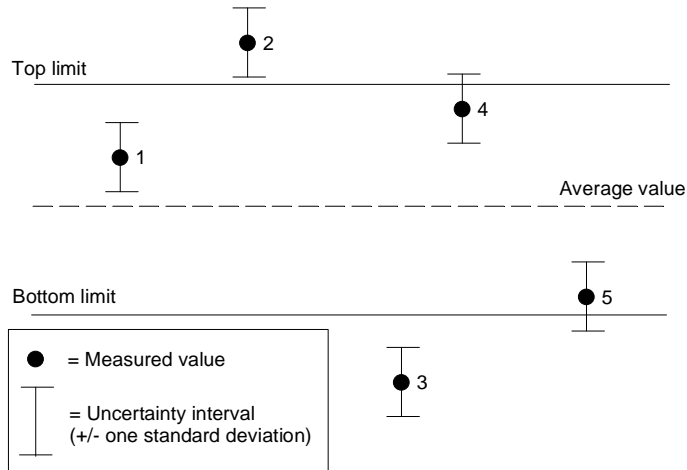 2
Top limit
4
1
Average value
Bottom limit
5
= Measured value
3
= Uncertainty interval
(+/- one standard deviation)